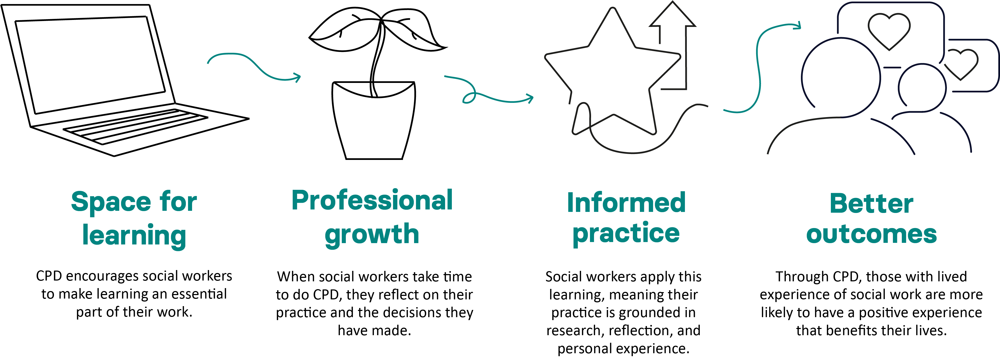 Space for
learning
CPD encourages social workers
to make learning an essential
part of their work.
Professional
growth
When social workers take time
to do CPD, they reflect on their
practice and the decisions they
have made.
Informed
practice
Social workers apply this
learning, meaning their
practice is grounded in
research, reflection, and
personal experience.
Better
outcomes
Through CPD, those with lived
experience of social work are more
likely to have a positive experience
that benefits their lives.